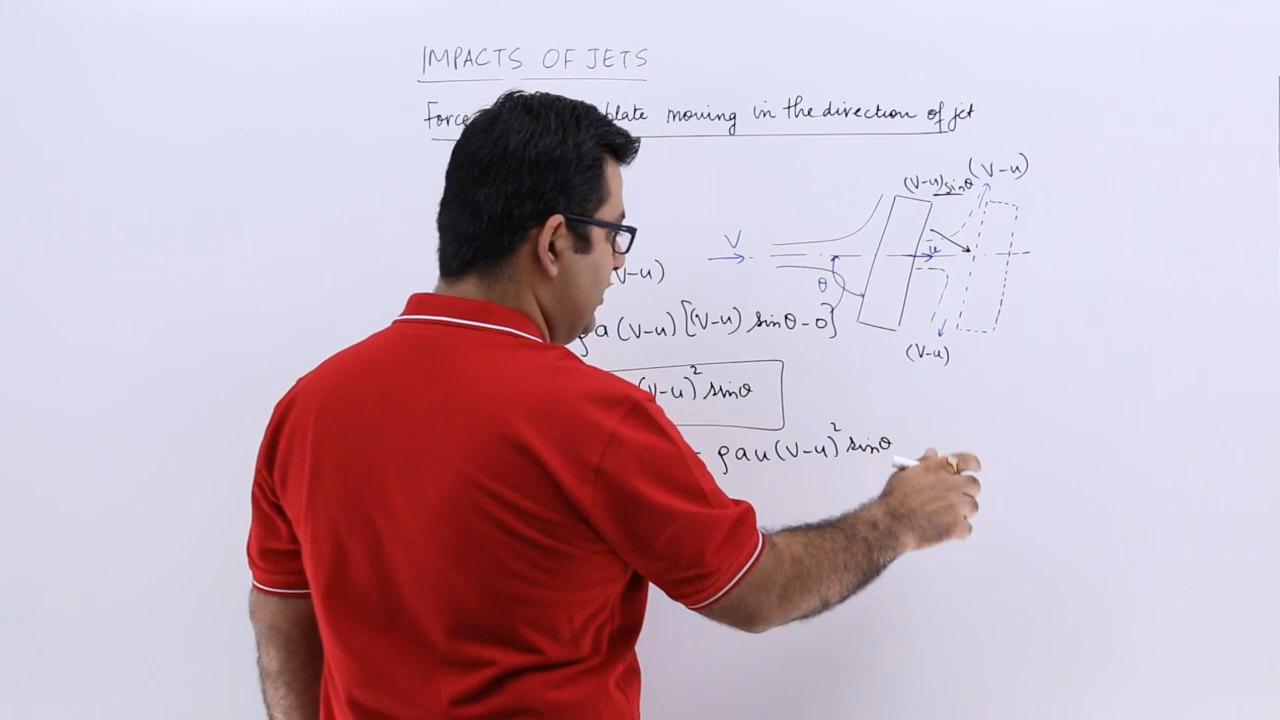 IMPACTS OF JETS
Force plate moving in the direction of jet
(V-u)
(V-u) sinθ
V
u
θ
(V-u)
V-u)
ρa(V-u)[(V-u) sinθ-0]
(V-u)² sinθ
ρau(V-u)² sinθ